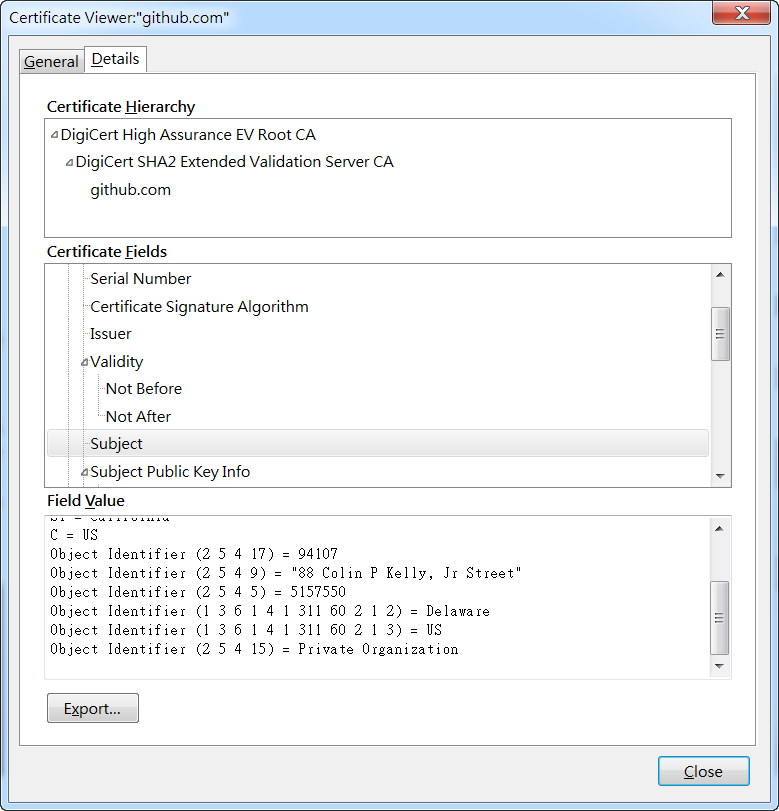 Certificate Viewer:"github.com"
General
Details
Certificate Hierarchy
DigiCert High Assurance EV Root CA
DigiCert SHA2 Extended Validation Server CA
github.com
Certificate Fields
Serial Number
Certificate Signature Algorithm
Issuer
Validity
Not Before
Not After
Subject
Subject Public Key Info
Field Value
ST = California
C = US
Object Identifier (2 5 4 17) = 94107
Object Identifier (2 5 4 9) = "88 Colin P Kelly, Jr Street"
Object Identifier (2 5 4 5) = 5157550
Object Identifier (1 3 6 1 4 1 311 60 2 1 2) = Delaware
Object Identifier (1 3 6 1 4 1 311 60 2 1 3) = US
Object Identifier (2 5 4 15) = Private Organization
Export...
Close